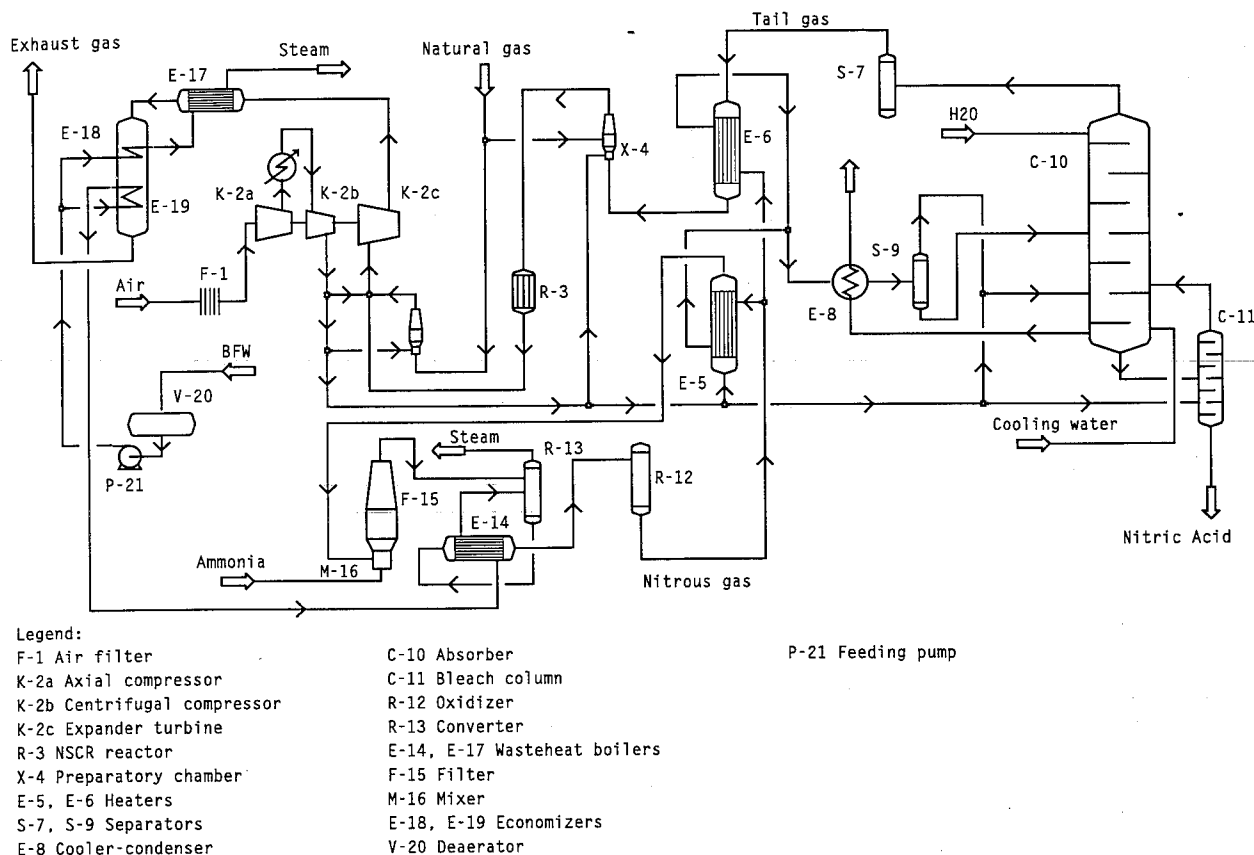 Tail gas
Exhaust gas
Steam
Natural gas
E-17
S-7
H20
E-18
E-6
X-4
C-10
K-2a
K-2b
K-2c
E-19
S-9
F-1
Air
R-3
E-8
C-11
BFW
E-5
V-20
Cooling water
Steam
R-13
P-21
F-15
R-12
E-14
Nitric Acid
Ammonia
M-16
Nitrous gas
Legend:
F-1 Air filter
K-2a Axial compressor
K-2b Centrifugal compressor
K-2c Expander turbine
R-3 NSCR reactor
X-4 Preparatory chamber
E-5, E-6 Heaters
S-7, S-9 Separators
E-8 Cooler-condenser
C-10 Absorber
C-11 Bleach column
R-12 Oxidizer
R-13 Converter
E-14, E-17 Wasteheat boilers
F-15 Filter
M-16 Mixer
E-18, E-19 Economizers
V-20 Deaerator
P-21 Feeding pump